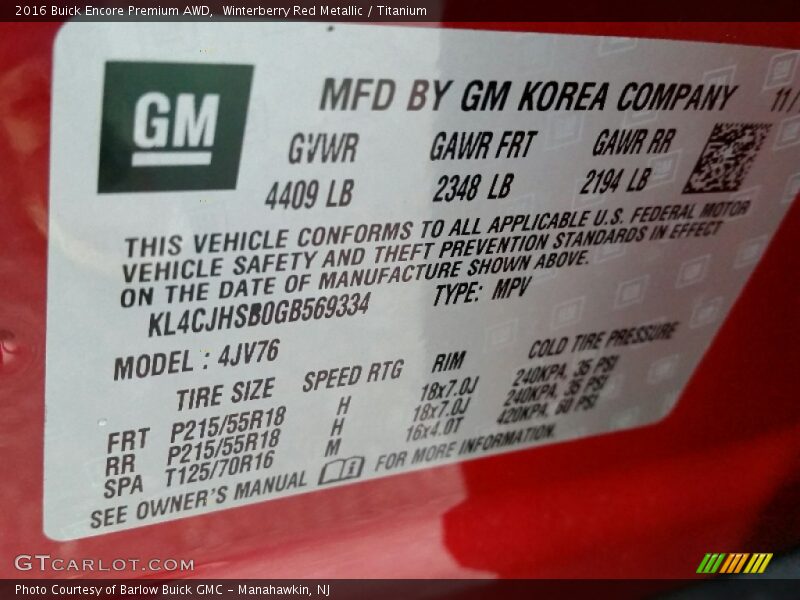 2016 Buick Encore Premium AWD,  Winterberry Red Metallic / Titanium
GM
MFD BY GM KOREA COMPANY 11/
GVWR GAWR FRT GAWR RR
4409 LB 2348 LB 2194 LB
THIS VEHICLE CONFORMS TO ALL APPLICABLE U.S. FEDERAL MOTOR
VEHICLE SAFETY AND THEFT PREVENTION STANDARDS IN EFFECT
ON THE DATE OF MANUFACTURE SHOWN ABOVE.
KL4CJHSB0GB569334 TYPE: MPV
MODEL : 4JV76
TIRE SIZE SPEED RTG RIM COLD TIRE PRESSURE
FRT P215/55R18 H 18x7.0J 240KPA, 35 PSI
RR P215/55R18 H 18x7.0J 240KPA, 35 PSI
SPA T125/70R16 M 16x4.0T 420KPA, 60 PSI
SEE OWNER'S MANUAL FOR MORE INFORMATION.
GTCARLOT.COM
Photo Courtesy of Barlow Buick GMC - Manahawkin, NJ